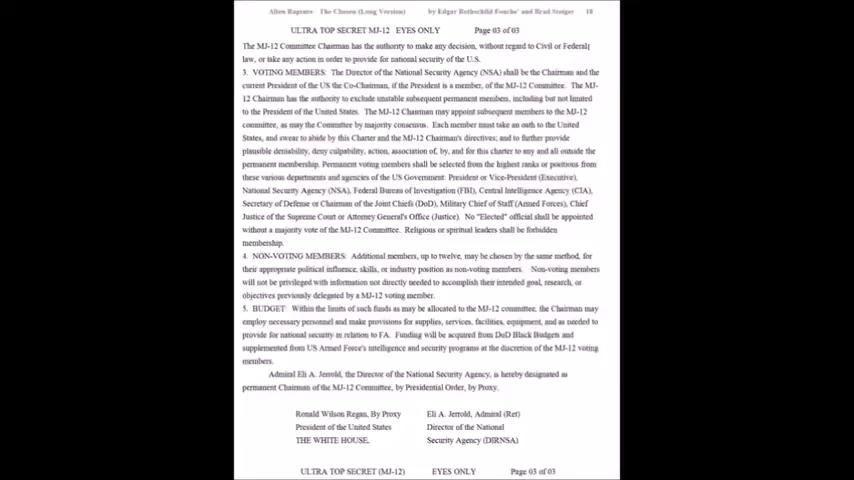 Alien Rapture - The Chosen (Long Version) by Edgar Rothschild Fouche' and Brad Steiger 18
ULTRA TOP SECRET MJ-12 EYES ONLY Page 03 of 03
The MJ-12 Committee Chairman has the authority to make any decision, without regard to Civil or Federal
law, or take any action in order to provide for national security of the U.S.
3. VOTING MEMBERS: The Director of the National Security Agency (NSA) shall be the Chairman and the
current President of the US the Co-Chairman, if the President is a member, of the MJ-12 Committee. The MJ-
12 Chairman has the authority to exclude unstable subsequent permanent members, including but not limited
to the President of the United States. The MJ-12 Chairman may appoint subsequent members to the MJ-12
committee, as may the Committee by majority consensus. Each member must take an oath to the United
States, and swear to abide by this Charter and the MJ-12 Chairman's directives; and to further provide
plausible deniability, deny culpability, action, association of, by, and for this charter to any and all outside the
permanent membership. Permanent voting members shall be selected from the highest ranks or positions from
these various departments and agencies of the US Government: President or Vice-President (Executive),
National Security Agency (NSA), Federal Bureau of Investigation (FBI), Central Intelligence Agency (CIA),
Secretary of Defense or Chairman of the Joint Chiefs (DoD), Military Chief of Staff (Armed Forces), Chief
Justice of the Supreme Court or Attorney General's Office (Justice). No "Elected" official shall be appointed
without a majority vote of the MJ-12 Committee. Religious or spiritual leaders shall be forbidden
membership.
4. NON-VOTING MEMBERS: Additional members, up to twelve, may be chosen by the same method, for
their appropriate political influence, skills, or industry position as non-voting members. Non-voting members
will not be privileged with information not directly needed to accomplish their intended goal, research, or
objectives previously delegated by a MJ-12 voting member.
5. BUDGET: Within the limits of such funds as may be allocated to the MJ-12 committee, the Chairman may
employ necessary personnel and make provisions for supplies, services, facilities, equipment, and as needed to
provide for national security in relation to FA. Funding will be acquired from DoD Black Budgets and
supplemented from US Armed Force's intelligence and security programs at the discretion of the MJ-12 voting
members.
Admiral Eli A. Jerrold, the Director of the National Security Agency, is hereby designated as
permanent Chairman of the MJ-12 Committee, by Presidential Order, by Proxy.
Ronald Wilson Regan, By Proxy Eli A. Jerrold, Admiral (Ret)
President of the United States Director of the National
THE WHITE HOUSE. Security Agency (DIRNSA)
ULTRA TOP SECRET (MJ-12) EYES ONLY Page 03 of 03